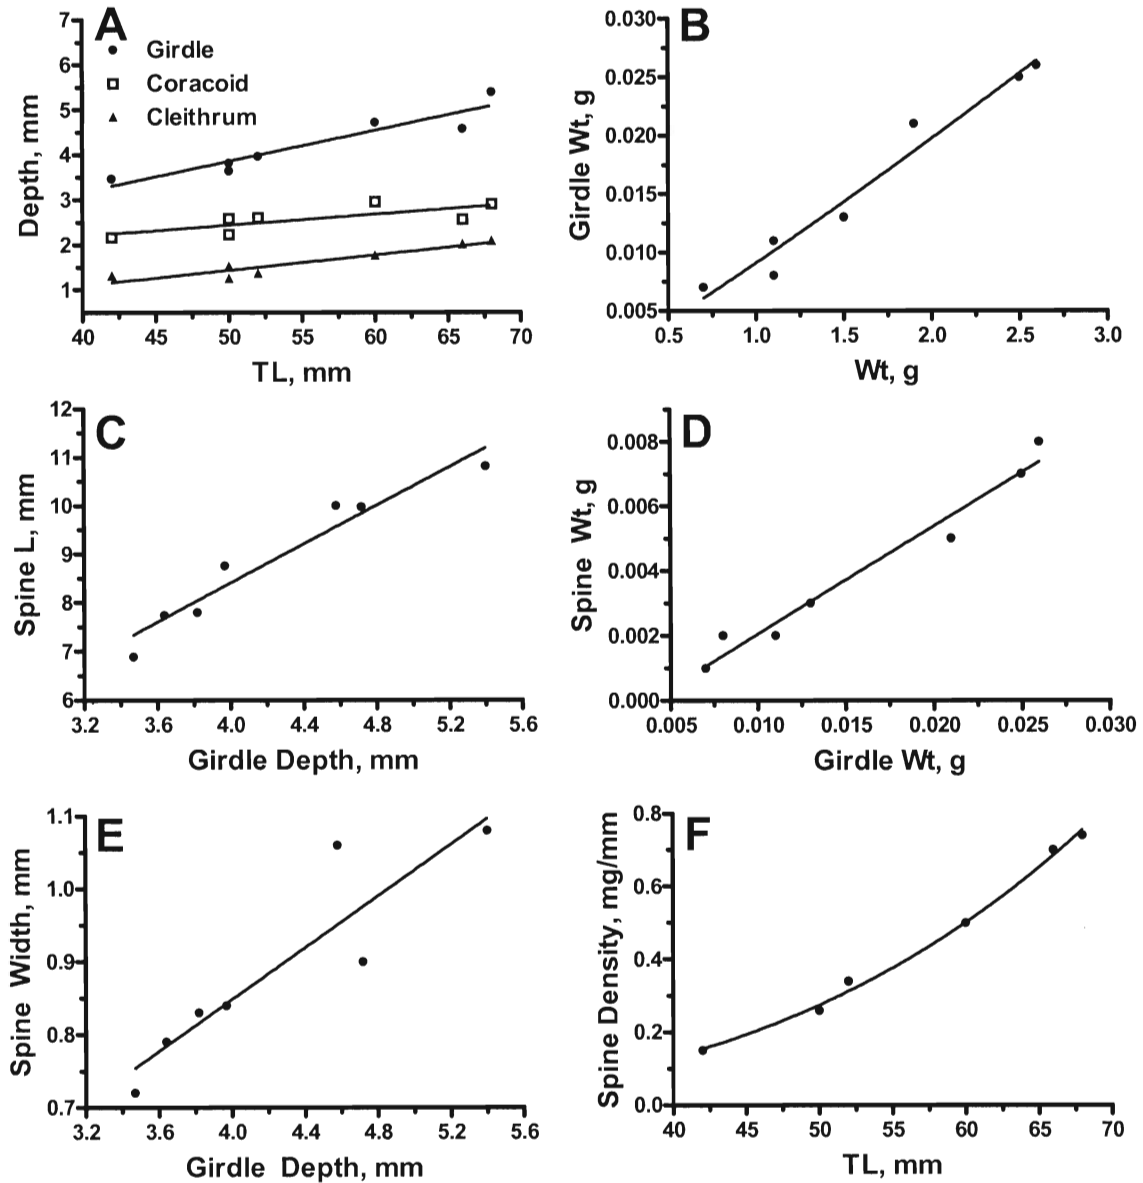 A
Girdle
Coracoid
Cleithrum
Depth, mm
7
6
5
4
3
2
1
40 45 50 55 60 65 70
TL, mm
B
Girdle Wt, g
0.030
0.025
0.020
0.015
0.010
0.005
0.5 1.0 1.5 2.0 2.5 3.0
Wt, g
C
Spine L, mm
12
11
10
9
8
7
6
3.2 3.6 4.0 4.4 4.8 5.2 5.6
Girdle Depth, mm
D
Spine Wt, g
0.008
0.006
0.004
0.002
0.000
0.005 0.010 0.015 0.020 0.025 0.030
Girdle Wt, g
E
Spine Width, mm
1.1
1.0
0.9
0.8
0.7
3.2 3.6 4.0 4.4 4.8 5.2 5.6
Girdle Depth, mm
F
Spine Density, mg/mm
0.8
0.6
0.4
0.2
0.0
40 45 50 55 60 65 70
TL, mm